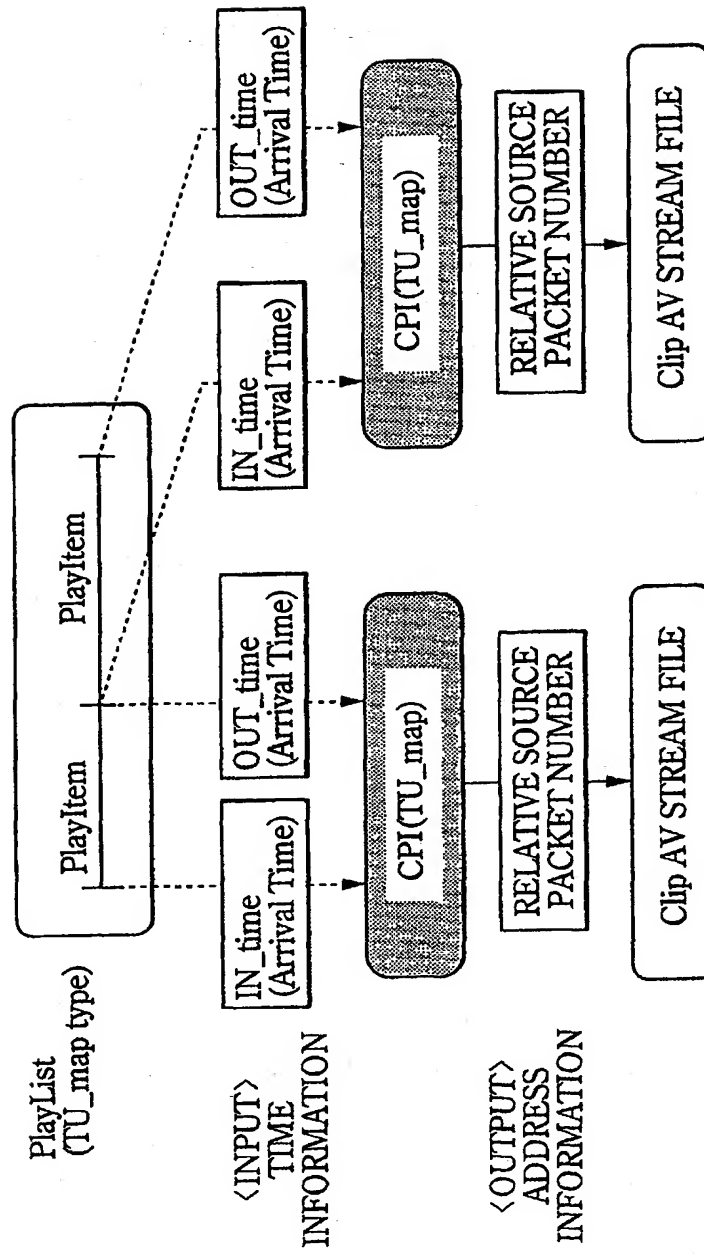 PlayList
(TU_map type)
PlayItem
PlayItem
<INPUT>
TIME
INFORMATION
IN_time
(Arrival Time)
OUT_time
(Arrival Time)
IN_time
(Arrival Time)
OUT_time
(Arrival Time)
CPI(TU_map)
CPI(TU_map)
<OUTPUT>
ADDRESS
INFORMATION
RELATIVE SOURCE
PACKET NUMBER
RELATIVE SOURCE
PACKET NUMBER
Clip AV STREAM FILE
Clip AV STREAM FILE